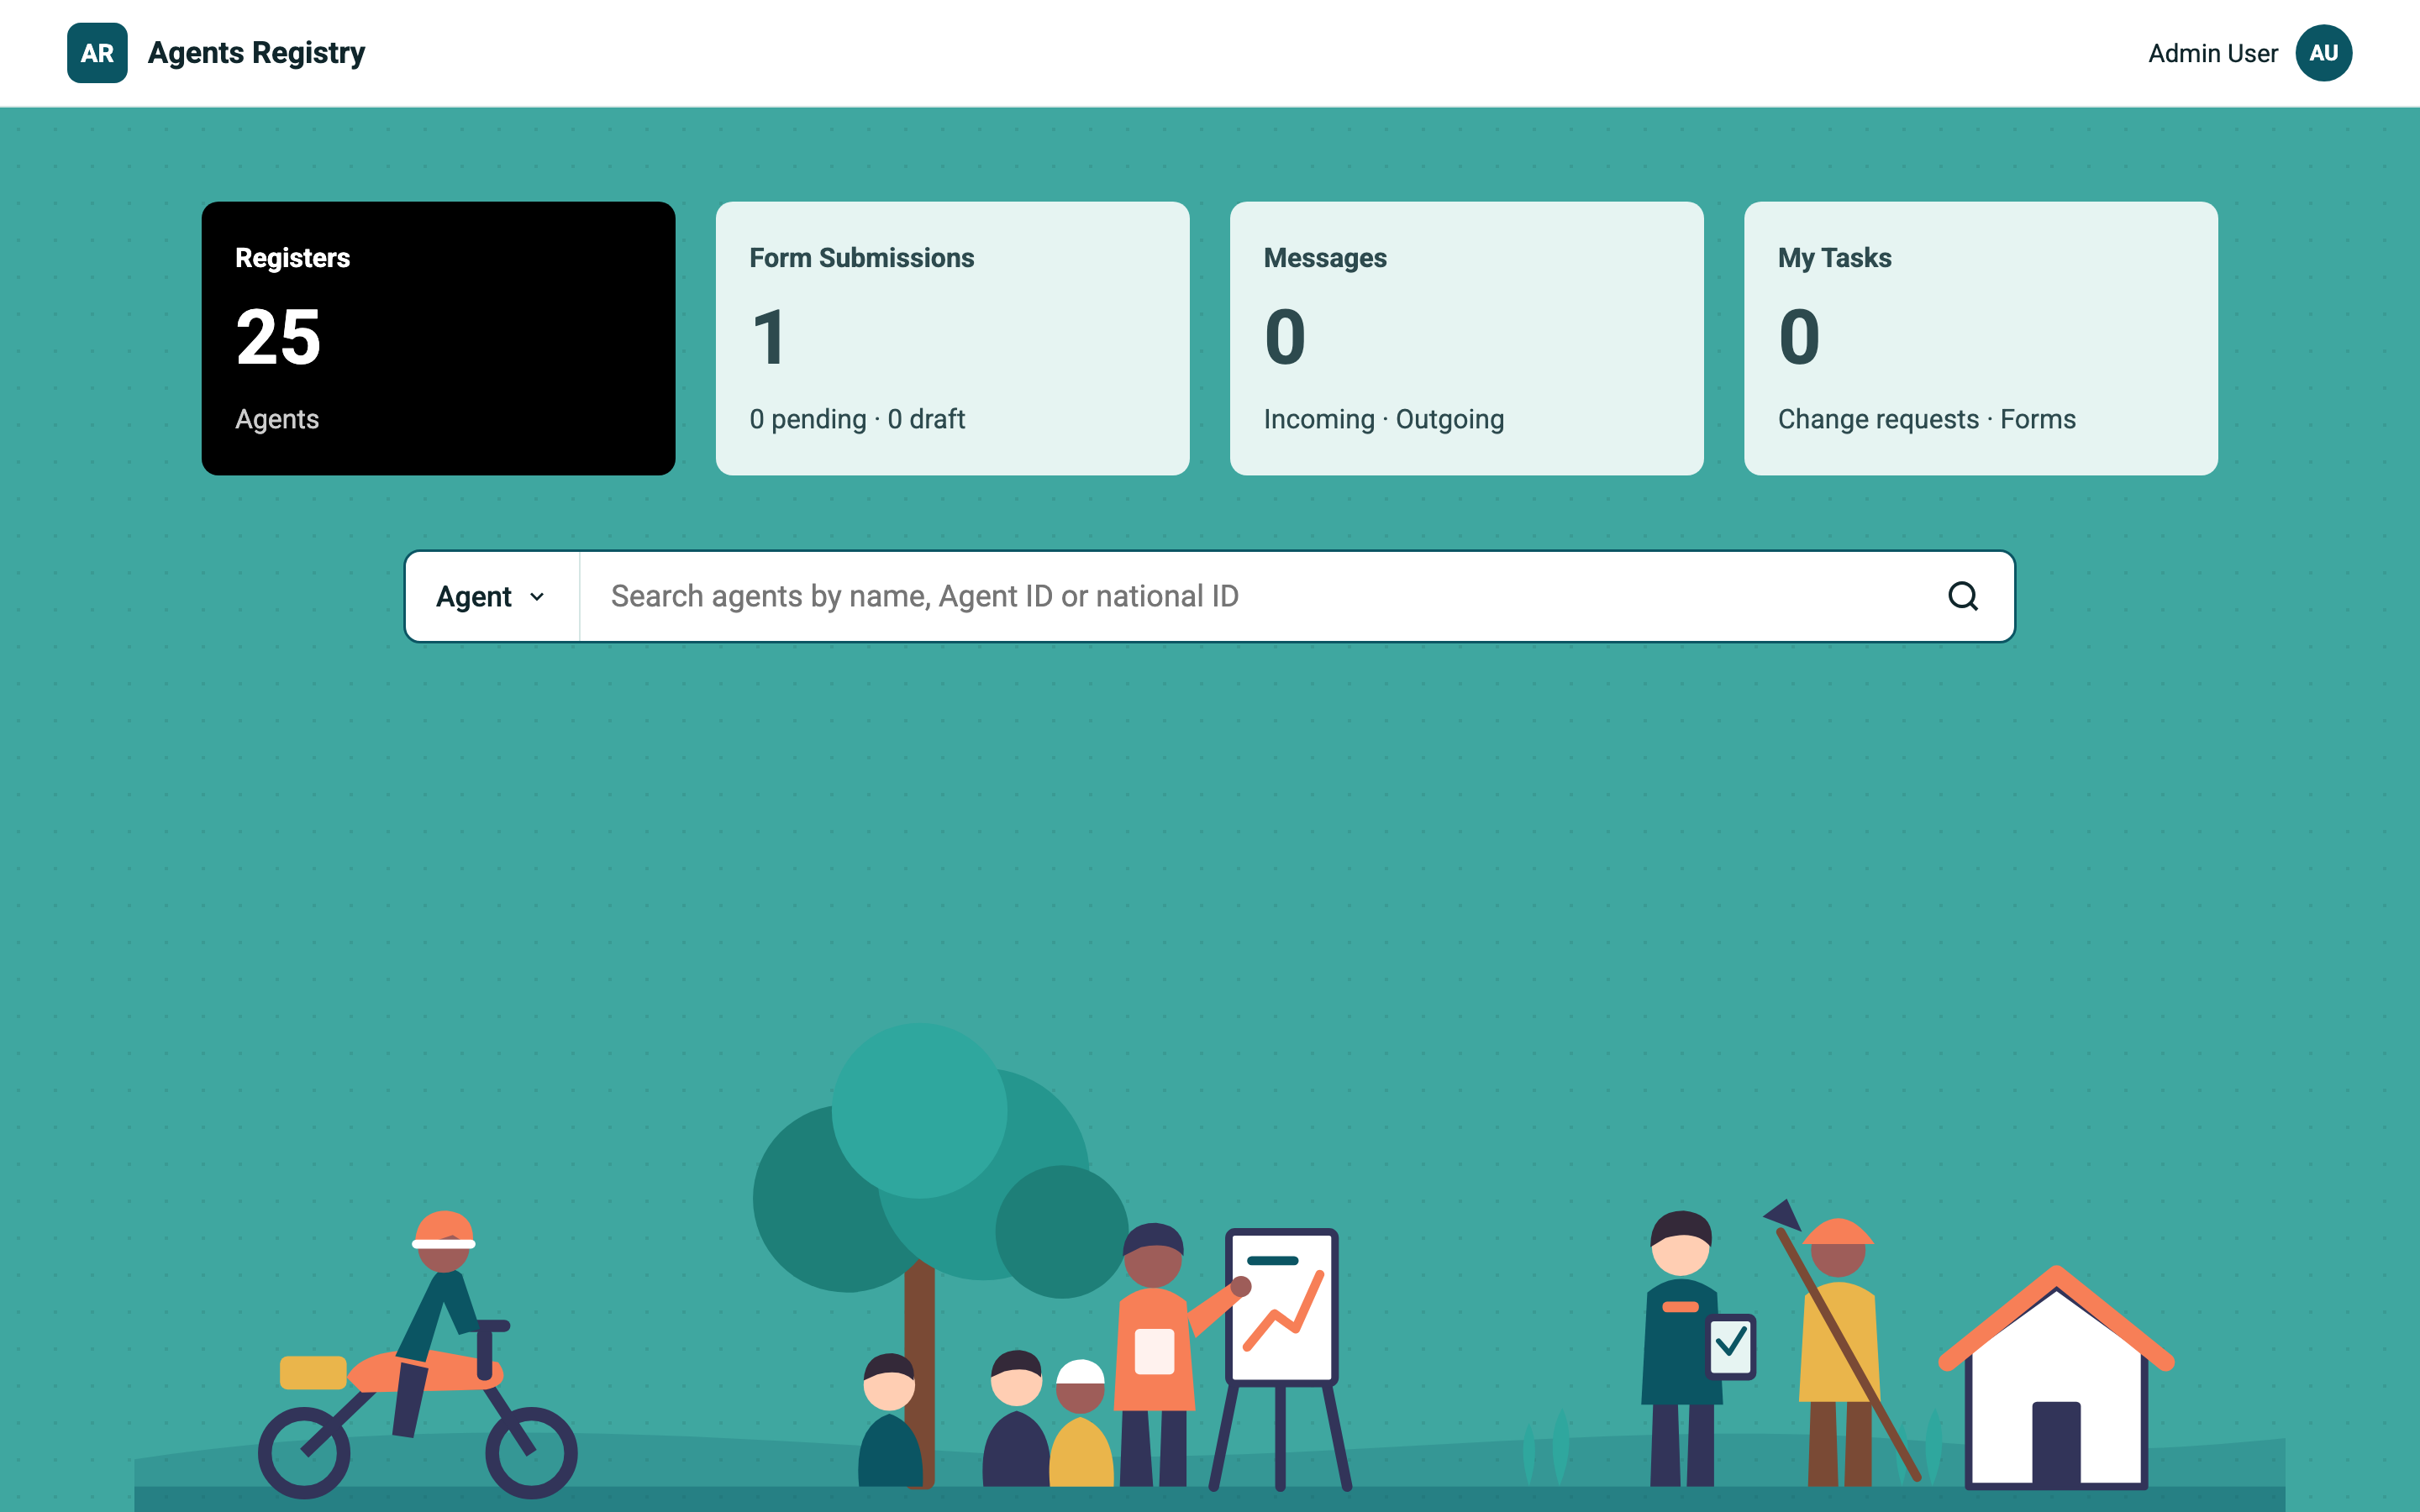 AR
Agents Registry
Admin User
AU
Registers
25
Agents
Form Submissions
1
0 pending · 0 draft
Messages
0
Incoming · Outgoing
My Tasks
0
Change requests · Forms
Agent
Search agents by name, Agent ID or national ID